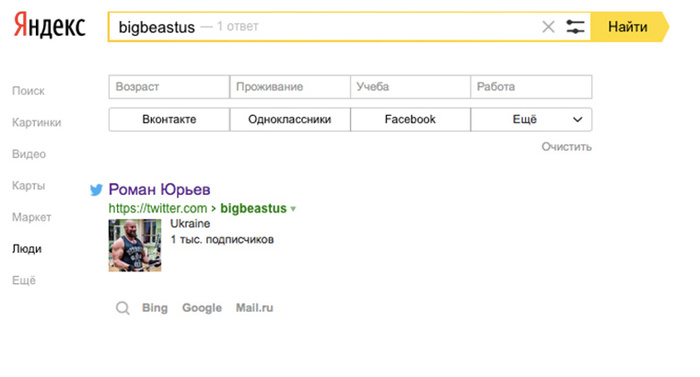 Яндекс
bigbeastus — 1 ответ
Найти
Поиск
Картинки
Видео
Карты
Маркет
Люди
Ещё
Возраст Проживание Учеба Работа
Вконтакте Одноклассники Facebook Ещё
Очистить
Роман Юрьев
https://twitter.com › bigbeastus
Ukraine
1 тыс. подписчиков
Bing Google Mail.ru